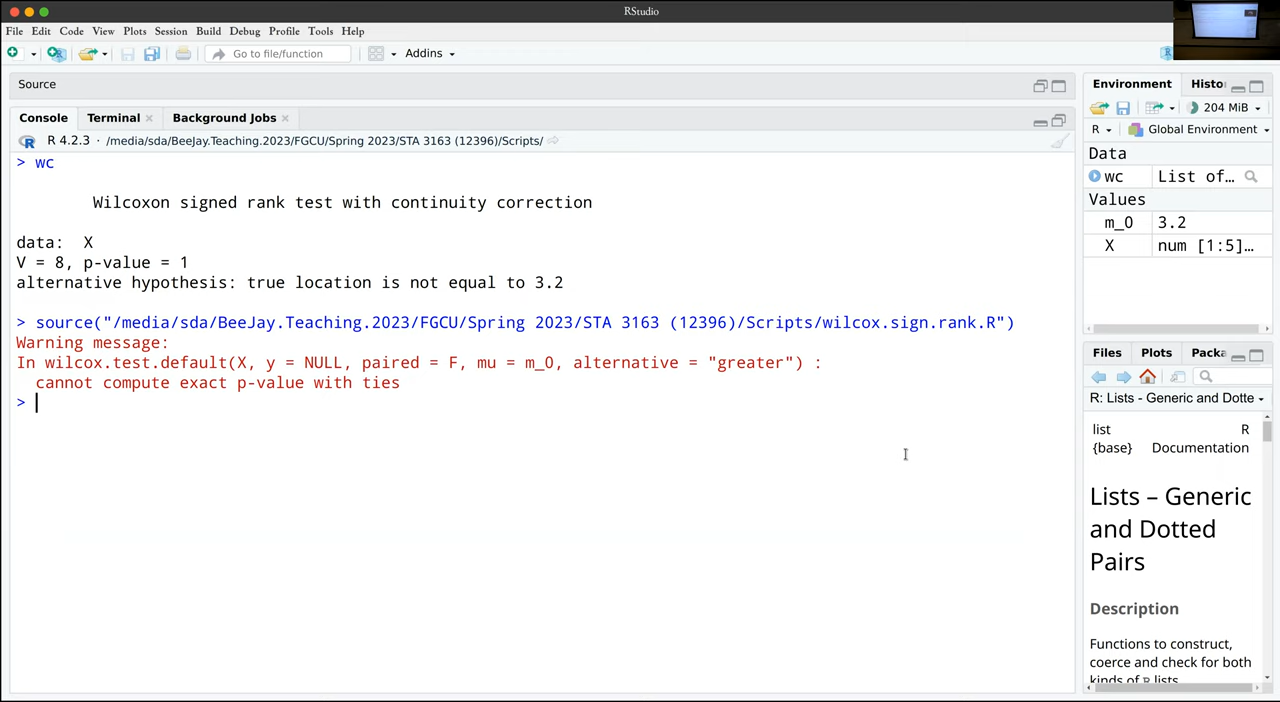 RStudio
File Edit Code View Plots Session Build Debug Profile Tools Help
Go to file/function Addins
Source
Console Terminal Background Jobs
R 4.2.3 · /media/sda/BeeJay.Teaching.2023/FGCU/Spring 2023/STA 3163 (12396)/Scripts/
> wc
Wilcoxon signed rank test with continuity correction
data: X
V = 8, p-value = 1
alternative hypothesis: true location is not equal to 3.2
> source("/media/sda/BeeJay.Teaching.2023/FGCU/Spring 2023/STA 3163 (12396)/Scripts/wilcox.sign.rank.R")
Warning message:
In wilcox.test.default(X, y = NULL, paired = F, mu = m_0, alternative = "greater") :
cannot compute exact p-value with ties
>
Environment Histo
204 MiB
R Global Environment
Data
wc List of…
Values
m_0 3.2
X num [1:5]…
Files Plots Packa
R: Lists - Generic and Dotte
list R
{base} Documentation
Lists – Generic
and Dotted
Pairs
Description
Functions to construct,
coerce and check for both
kinds of R lists.